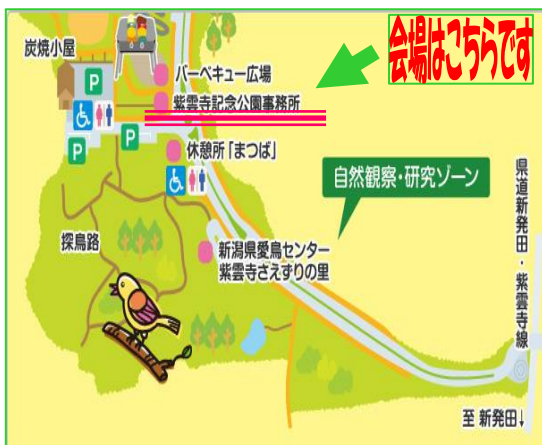 会場はこちらです
炭焼小屋
P
バーベキュー広場
紫雲寺記念公園事務所
P
P
休憩所「まつば」
自然観察・研究ゾーン
県道新発田・紫雲寺線
探鳥路
新潟県愛鳥センター
紫雲寺さえずりの里
至 新発田↓